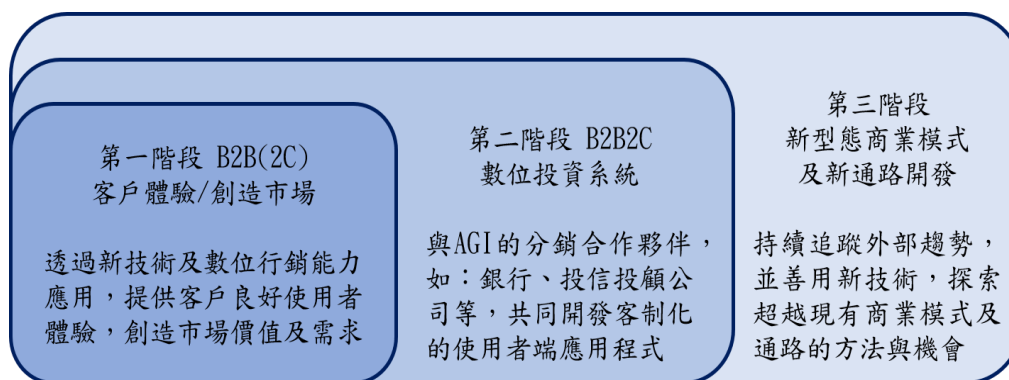 第一階段 B2B(2C)
客戶體驗/創造市場
透過新技術及數位行銷能力
應用，提供客戶良好使用者
體驗，創造市場價值及需求
第二階段 B2B2C
數位投資系統
與AGI的分銷合作夥伴，
如：銀行、投信投顧公
司等，共同開發客制化
的使用者端應用程式
第三階段
新型態商業模式
及新通路開發
持續追蹤外部趨勢，
並善用新技術，探索
超越現有商業模式及
通路的方法與機會